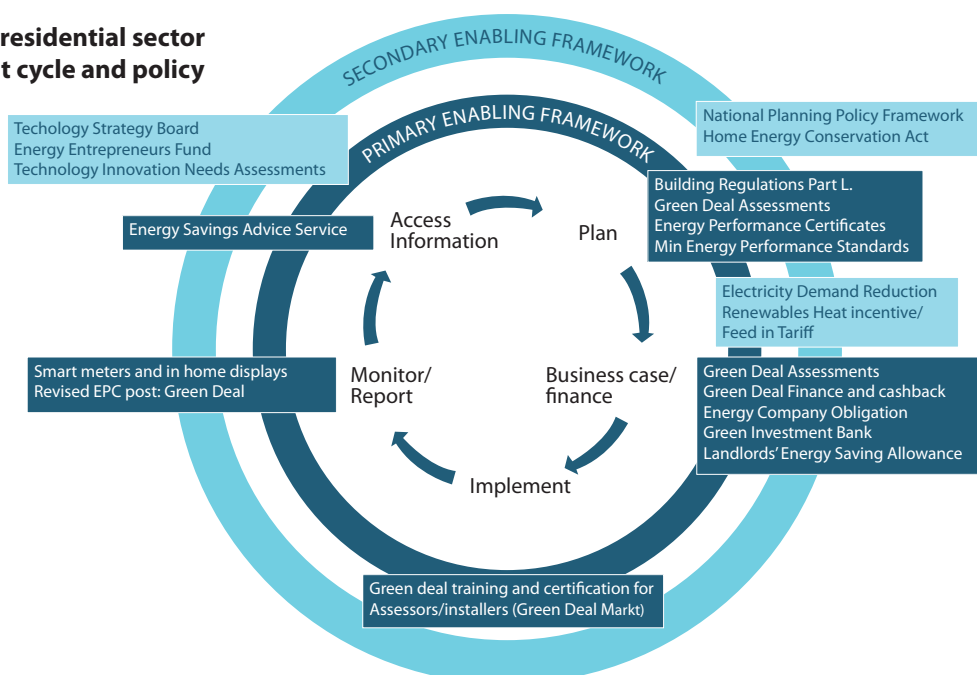 residential sector
t cycle and policy
SECONDARY ENABLING FRAMEWORK
PRIMARY ENABLING FRAMEWORK
Techology Strategy Board
Energy Entrepreneurs Fund
Technology Innovation Needs Assessments
National Planning Policy Framework
Home Energy Conservation Act
Building Regulations Part L.
Green Deal Assessments
Energy Performance Certificates
Min Energy Performance Standards
Energy Savings Advice Service
Access
Information
Plan
Electricity Demand Reduction
Renewables Heat incentive/
Feed in Tariff
Smart meters and in home displays
Revised EPC post: Green Deal
Monitor/
Report
Business case/
finance
Green Deal Assessments
Green Deal Finance and cashback
Energy Company Obligation
Green Investment Bank
Landlords' Energy Saving Allowance
Implement
Green deal training and certification for
Assessors/installers (Green Deal Markt)